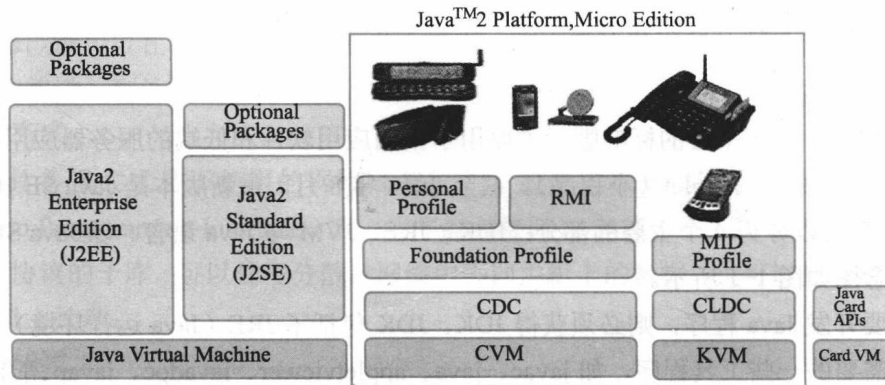 Java™2 Platform,Micro Edition
Optional
Packages
Optional
Packages
Java2
Enterprise
Edition
(J2EE)
Java2
Standard
Edition
(J2SE)
Personal
Profile
RMI
Foundation Profile
MID
Profile
CDC
CLDC
Java
Card
APIs
Java Virtual Machine
CVM
KVM
Card VM